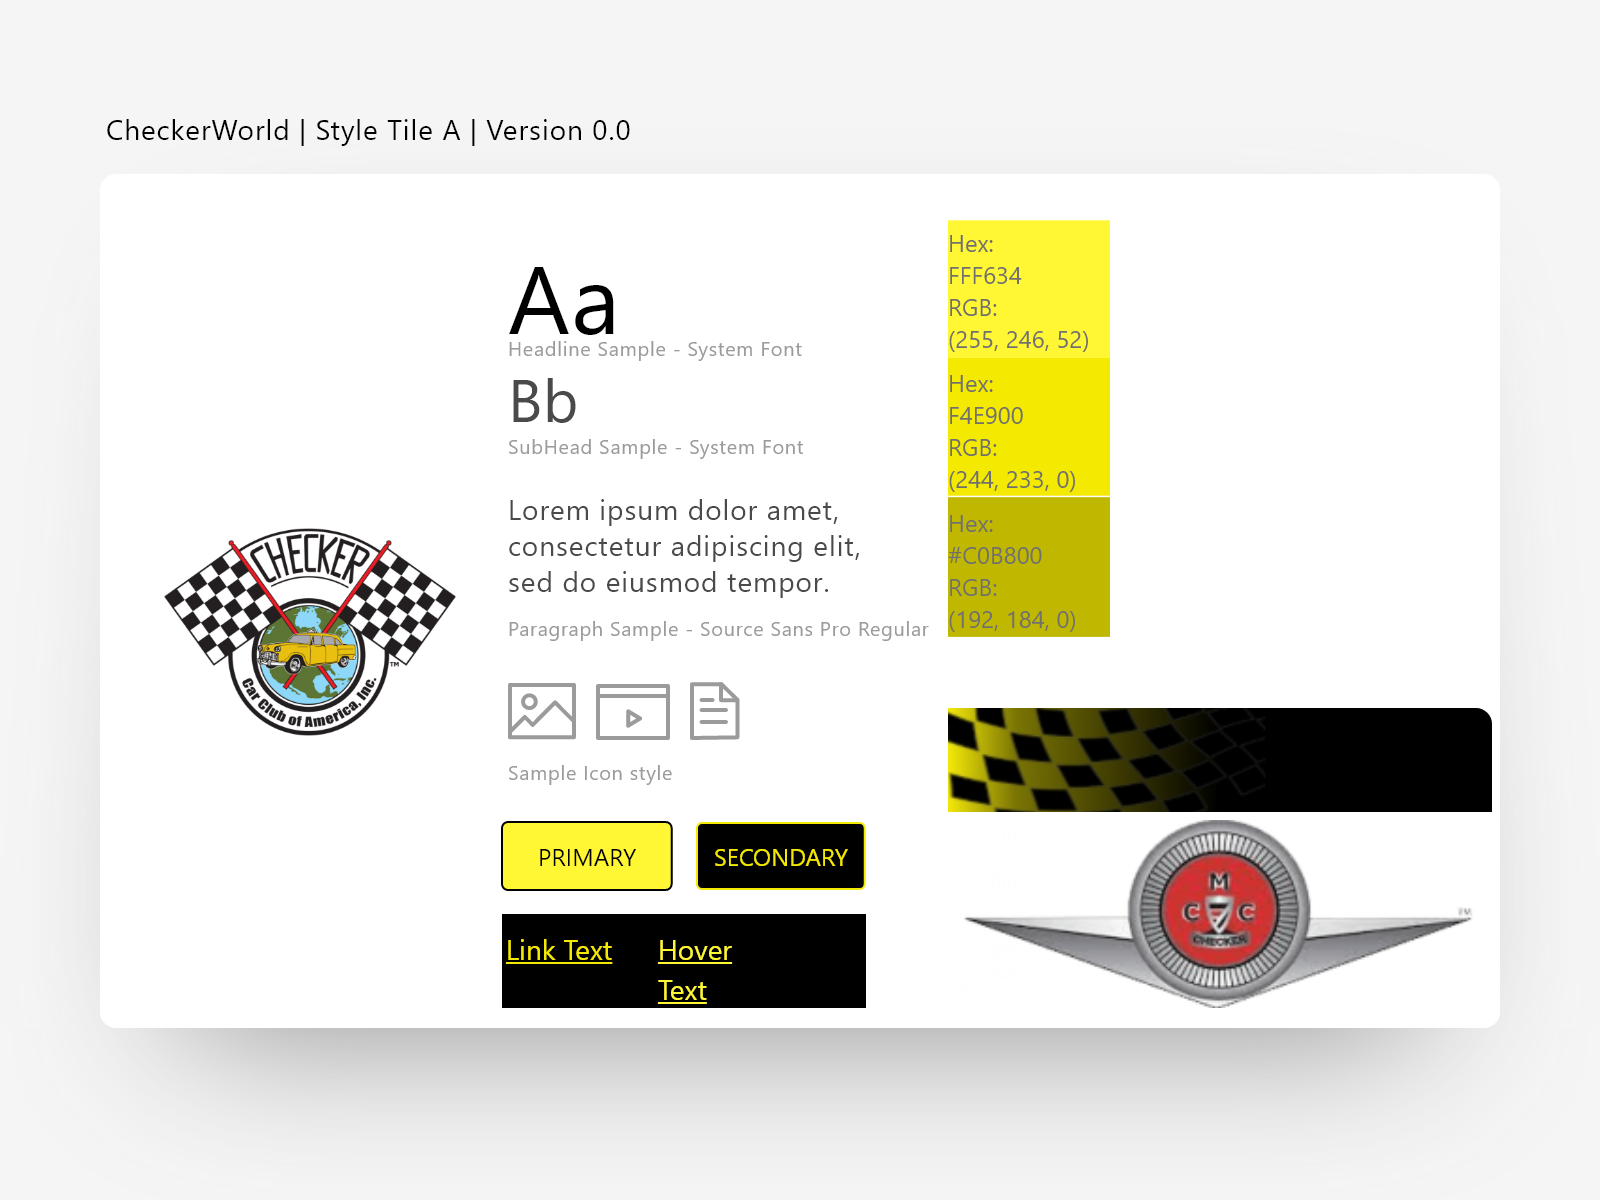 CheckerWorld | Style Tile A | Version 0.0
CHECKER
TM
Car Club of America, Inc.
Aa
Headline Sample - System Font
Bb
SubHead Sample - System Font
Lorem ipsum dolor amet,
consectetur adipiscing elit,
sed do eiusmod tempor.
Paragraph Sample - Source Sans Pro Regular
Sample Icon style
PRIMARY
SECONDARY
Link Text
Hover
Text
Hex:
FFF634
RGB:
(255, 246, 52)
Hex:
F4E900
RGB:
(244, 233, 0)
Hex:
#C0B800
RGB:
(192, 184, 0)
M
C C
CHECKER
TM